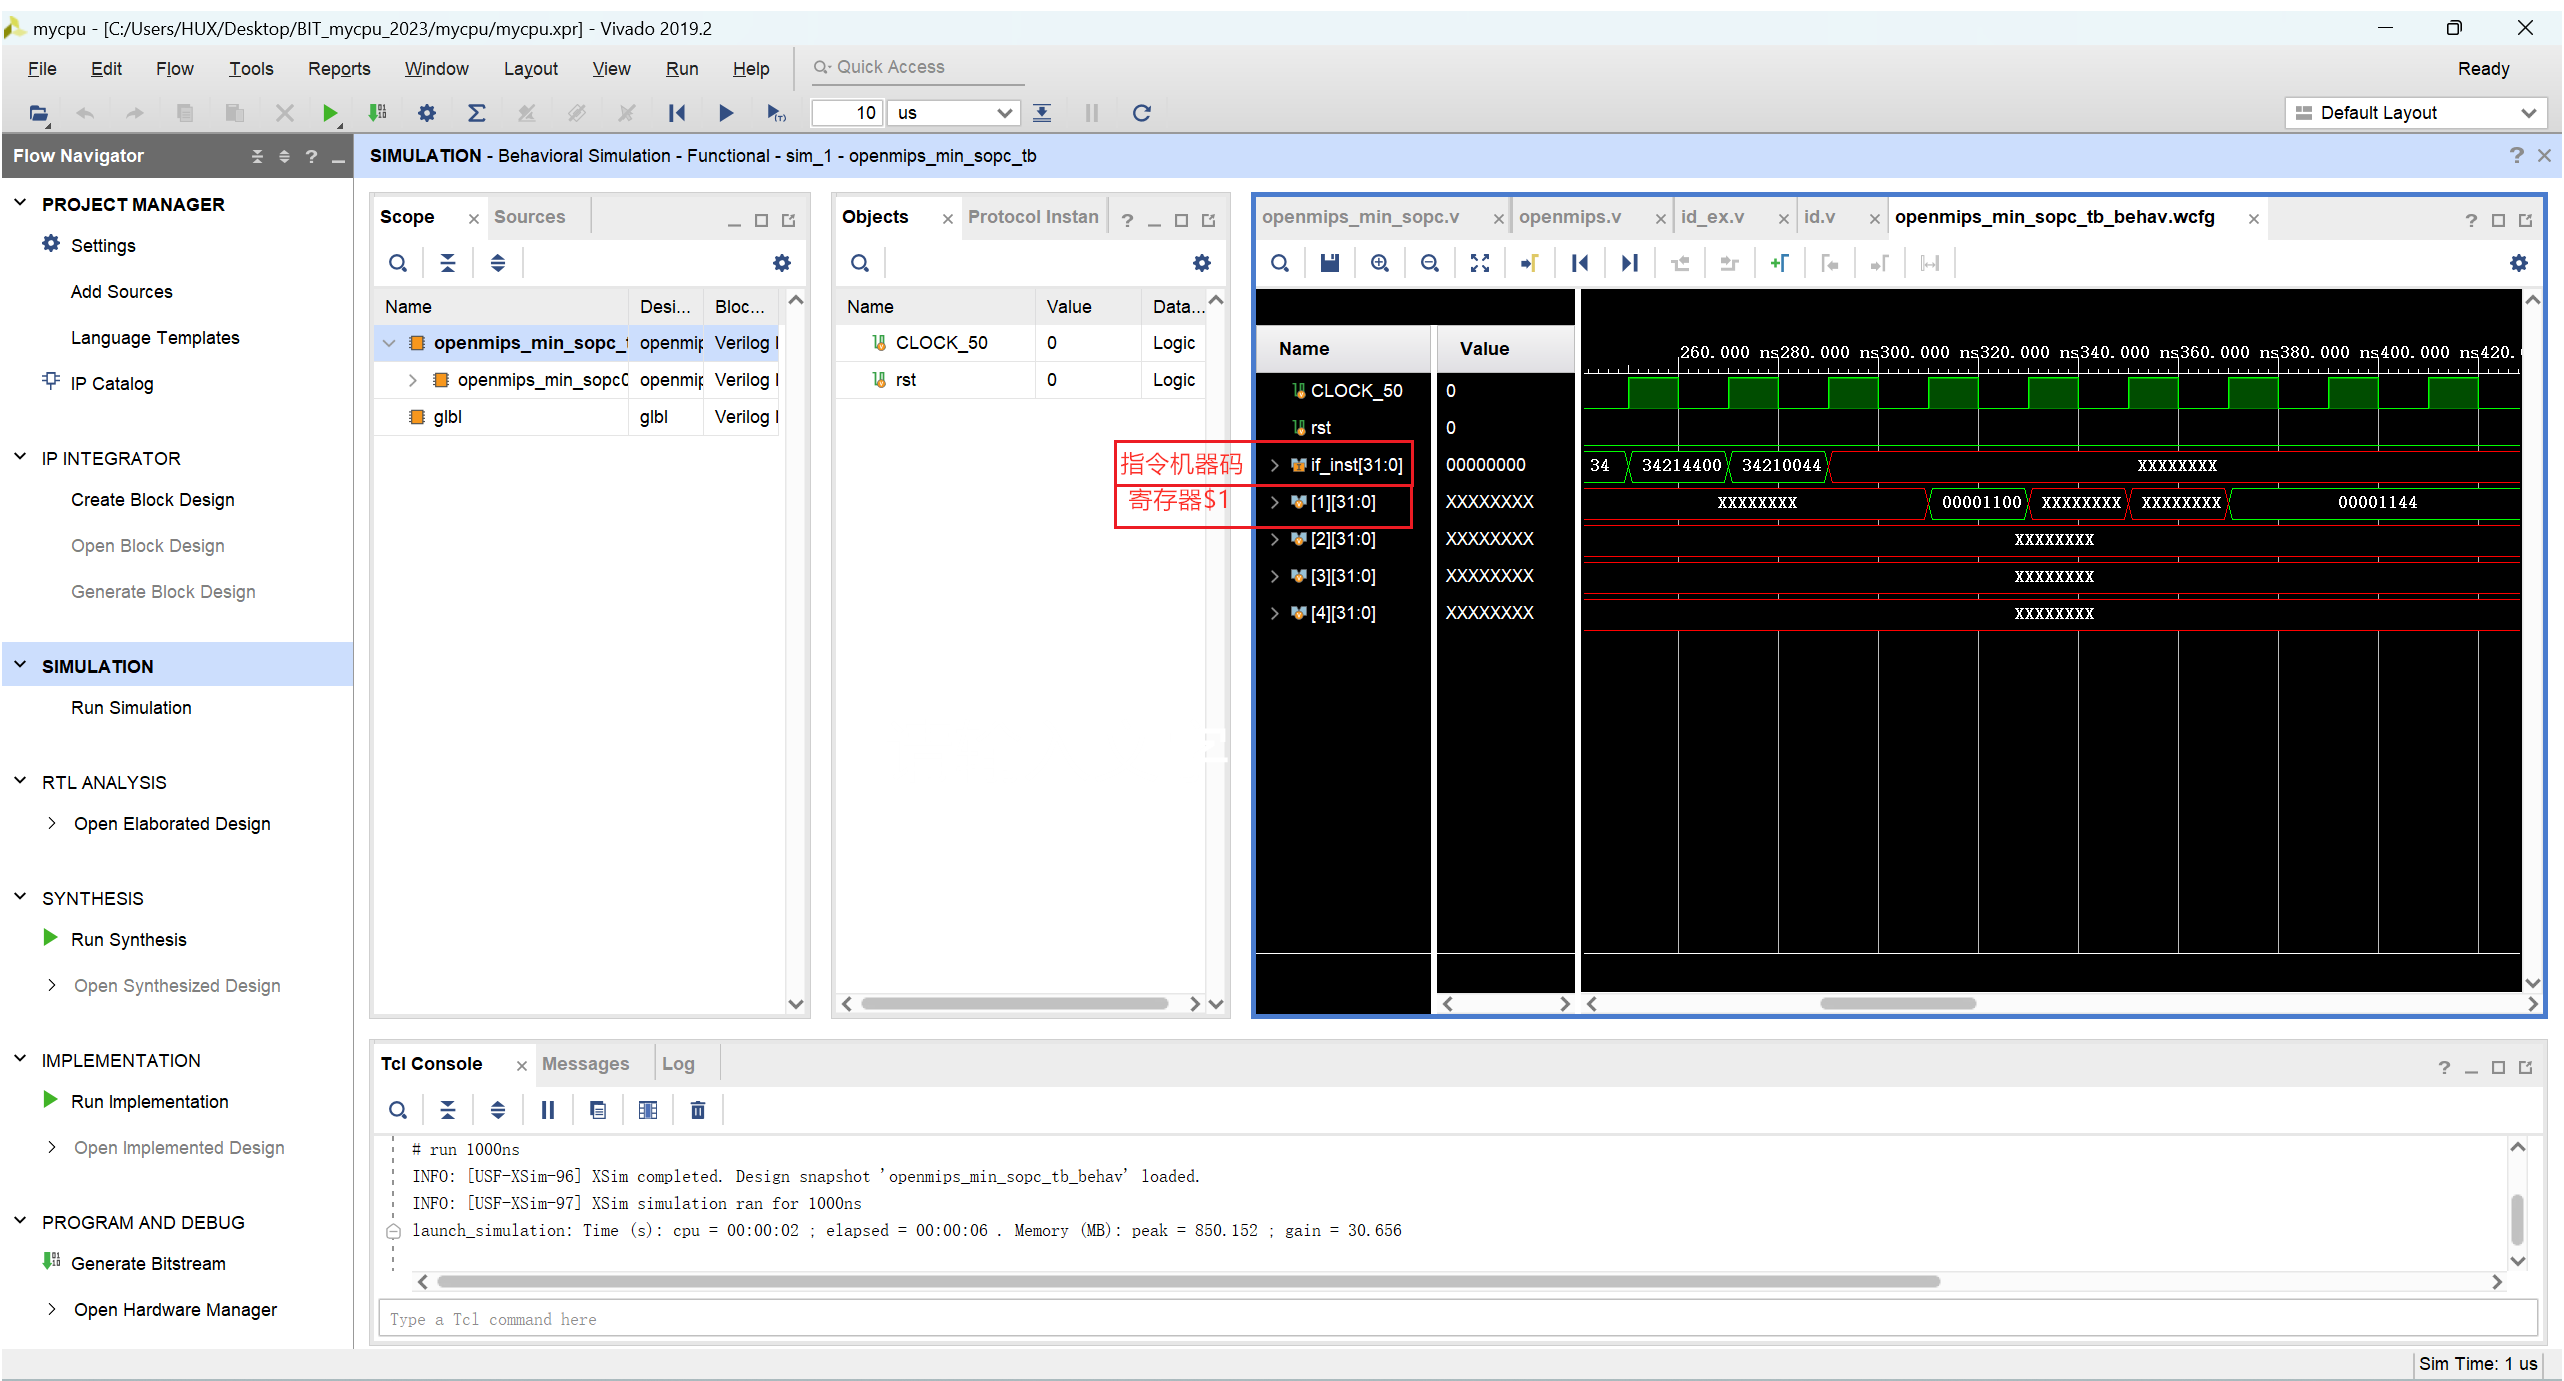 mycpu - [C:/Users/HUX/Desktop/BIT_mycpu_2023/mycpu/mycpu.xpr] - Vivado 2019.2
File Edit Flow Tools Reports Window Layout View Run Help Quick Access Ready
10 us Default Layout
Flow Navigator
SIMULATION - Behavioral Simulation - Functional - sim_1 - openmips_min_sopc_tb
PROJECT MANAGER
Settings
Add Sources
Language Templates
IP Catalog
IP INTEGRATOR
Create Block Design
Open Block Design
Generate Block Design
SIMULATION
Run Simulation
RTL ANALYSIS
Open Elaborated Design
SYNTHESIS
Run Synthesis
Open Synthesized Design
IMPLEMENTATION
Run Implementation
Open Implemented Design
PROGRAM AND DEBUG
Generate Bitstream
Open Hardware Manager
Scope Sources
Name Desi... Bloc...
openmips_min_sopc_t openmip Verilog
openmips_min_sopc0 openmip Verilog
glbl glbl Verilog
Objects Protocol Instan
Name Value Data...
CLOCK_50 0 Logic
rst 0 Logic
openmips_min_sopc.v openmips.v id_ex.v id.v openmips_min_sopc_tb_behav.wcfg
Name Value
260.000 ns 280.000 ns 300.000 ns 320.000 ns 340.000 ns 360.000 ns 380.000 ns 400.000 ns 420.
CLOCK_50 0
rst 0
指令机器码 if_inst[31:0] 00000000 34 34214400 34210044 XXXXXXXX
寄存器$1 [1][31:0] XXXXXXXX XXXXXXXX 00001100 XXXXXXXX XXXXXXXX 00001144
[2][31:0] XXXXXXXX XXXXXXXX
[3][31:0] XXXXXXXX XXXXXXXX
[4][31:0] XXXXXXXX XXXXXXXX
Tcl Console Messages Log
# run 1000ns
INFO: [USF-XSim-96] XSim completed. Design snapshot 'openmips_min_sopc_tb_behav' loaded.
INFO: [USF-XSim-97] XSim simulation ran for 1000ns
launch_simulation: Time (s): cpu = 00:00:02 ; elapsed = 00:00:06 . Memory (MB): peak = 850.152 ; gain = 30.656
Type a Tcl command here
Sim Time: 1 us